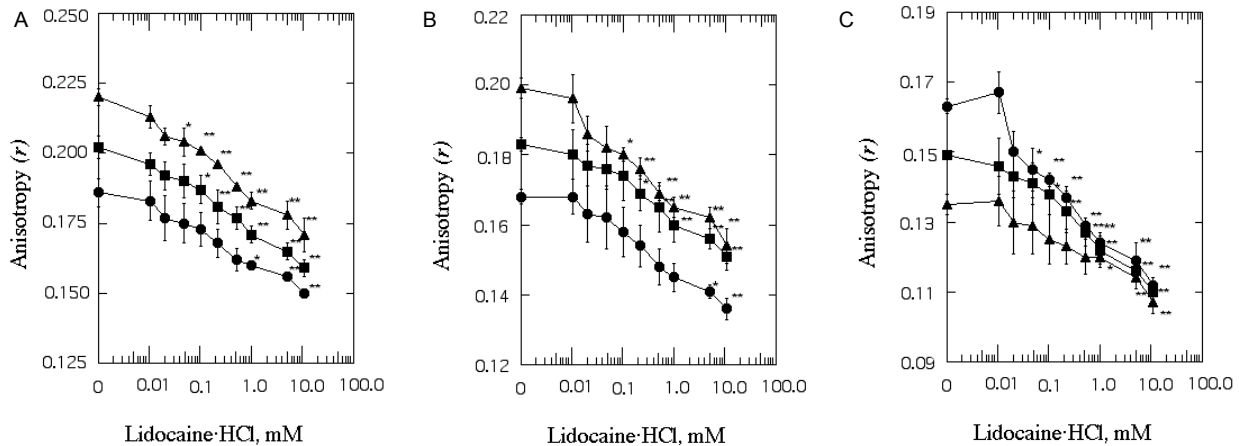 A
0.250
0.225
0.200
0.175
0.150
0.125
Anisotropy (r)
0 0.01 0.1 1.0 10.0 100.0
Lidocaine·HCl, mM
* ** ** ** ** ** **
* ** ** ** ** **
* ** **
B
0.22
0.20
0.18
0.16
0.14
0.12
Anisotropy (r)
0 0.01 0.1 1.0 10.0 100.0
Lidocaine·HCl, mM
* ** ** ** ** **
* ** ** ** **
* **
C
0.19
0.17
0.15
0.13
0.11
0.09
Anisotropy (r)
0 0.01 0.1 1.0 10.0 100.0
Lidocaine·HCl, mM
* ** ** ** ** ** **
* ** ** ** ** **
* ** **